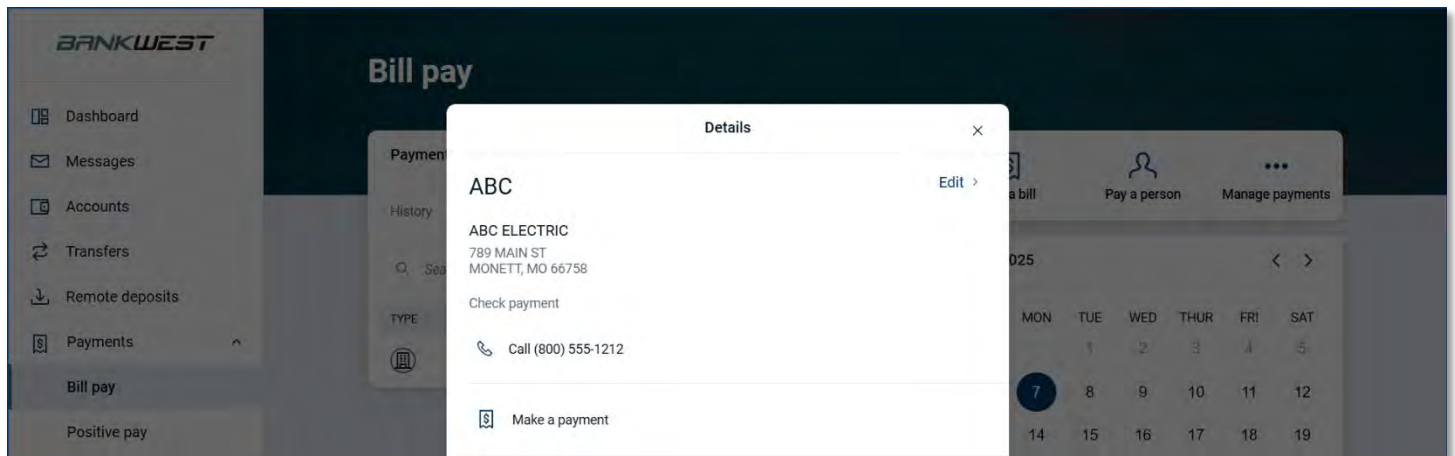 BANKWEST
Dashboard
Messages
Accounts
Transfers
Remote deposits
Payments
Bill pay
Positive pay
Bill pay
Payment
History
Sea
TYPE
Details
ABC
Edit
ABC ELECTRIC
789 MAIN ST
MONETT, MO 66758
Check payment
Call (800) 555-1212
Make a payment
a bill
Pay a person
Manage payments
025
MON TUE WED THUR FRI SAT
1 2 3 4 5
7 8 9 10 11 12
14 15 16 17 18 19